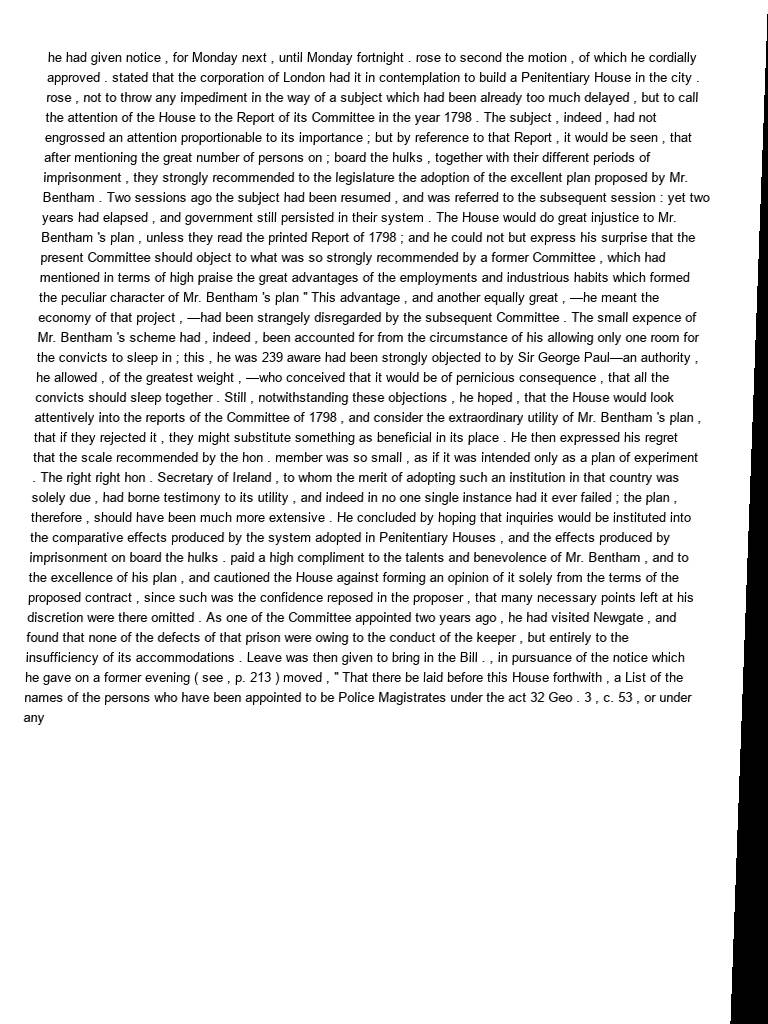 he had given notice , for Monday next , until Monday fortnight . rose to second the motion , of which he cordially
approved . stated that the corporation of London had it in contemplation to build a Penitentiary House in the city .
rose , not to throw any impediment in the way of a subject which had been already too much delayed , but to call
the attention of the House to the Report of its Committee in the year 1798 . The subject , indeed , had not
engrossed an attention proportionable to its importance ; but by reference to that Report , it would be seen , that
after mentioning the great number of persons on ; board the hulks , together with their different periods of
imprisonment , they strongly recommended to the legislature the adoption of the excellent plan proposed by Mr.
Bentham . Two sessions ago the subject had been resumed , and was referred to the subsequent session : yet two
years had elapsed , and government still persisted in their system . The House would do great injustice to Mr.
Bentham 's plan , unless they read the printed Report of 1798 ; and he could not but express his surprise that the
present Committee should object to what was so strongly recommended by a former Committee , which had
mentioned in terms of high praise the great advantages of the employments and industrious habits which formed
the peculiar character of Mr. Bentham 's plan " This advantage , and another equally great , —he meant the
economy of that project , —had been strangely disregarded by the subsequent Committee . The small expence of
Mr. Bentham 's scheme had , indeed , been accounted for from the circumstance of his allowing only one room for
the convicts to sleep in ; this , he was 239 aware had been strongly objected to by Sir George Paul—an authority ,
he allowed , of the greatest weight , —who conceived that it would be of pernicious consequence , that all the
convicts should sleep together . Still , notwithstanding these objections , he hoped , that the House would look
attentively into the reports of the Committee of 1798 , and consider the extraordinary utility of Mr. Bentham 's plan ,
that if they rejected it , they might substitute something as beneficial in its place . He then expressed his regret
that the scale recommended by the hon . member was so small , as if it was intended only as a plan of experiment
. The right right hon . Secretary of Ireland , to whom the merit of adopting such an institution in that country was
solely due , had borne testimony to its utility , and indeed in no one single instance had it ever failed ; the plan ,
therefore , should have been much more extensive . He concluded by hoping that inquiries would be instituted into
the comparative effects produced by the system adopted in Penitentiary Houses , and the effects produced by
imprisonment on board the hulks . paid a high compliment to the talents and benevolence of Mr. Bentham , and to
the excellence of his plan , and cautioned the House against forming an opinion of it solely from the terms of the
proposed contract , since such was the confidence reposed in the proposer , that many necessary points left at his
discretion were there omitted . As one of the Committee appointed two years ago , he had visited Newgate , and
found that none of the defects of that prison were owing to the conduct of the keeper , but entirely to the
insufficiency of its accommodations . Leave was then given to bring in the Bill . , in pursuance of the notice which
he gave on a former evening ( see , p. 213 ) moved , " That there be laid before this House forthwith , a List of the
names of the persons who have been appointed to be Police Magistrates under the act 32 Geo . 3 , c. 53 , or under
any